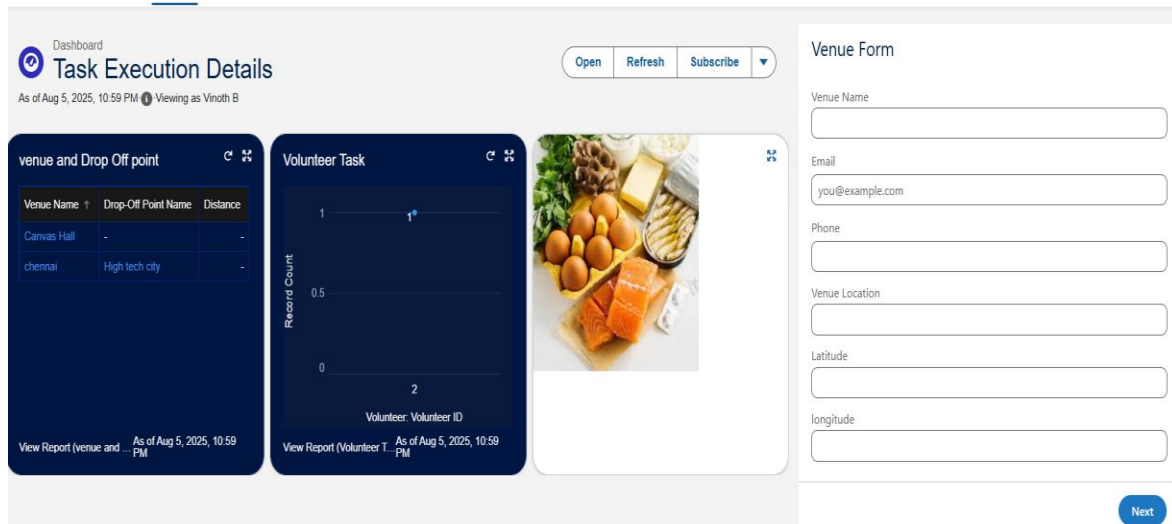 Dashboard
Task Execution Details
As of Aug 5, 2025, 10:59 PM Viewing as Vinoth B
Open Refresh Subscribe
venue and Drop Off point
Venue Name ↑ Drop-Off Point Name Distance
Canvas Hall - -
chennai High tech city -
View Report (venue and ... As of Aug 5, 2025, 10:59
PM
Volunteer Task
Record Count
1
1
0.5
0
2
Volunteer: Volunteer ID
View Report (Volunteer T... As of Aug 5, 2025, 10:59
PM
Venue Form
Venue Name
Email
you@example.com
Phone
Venue Location
Latitude
longitude
Next